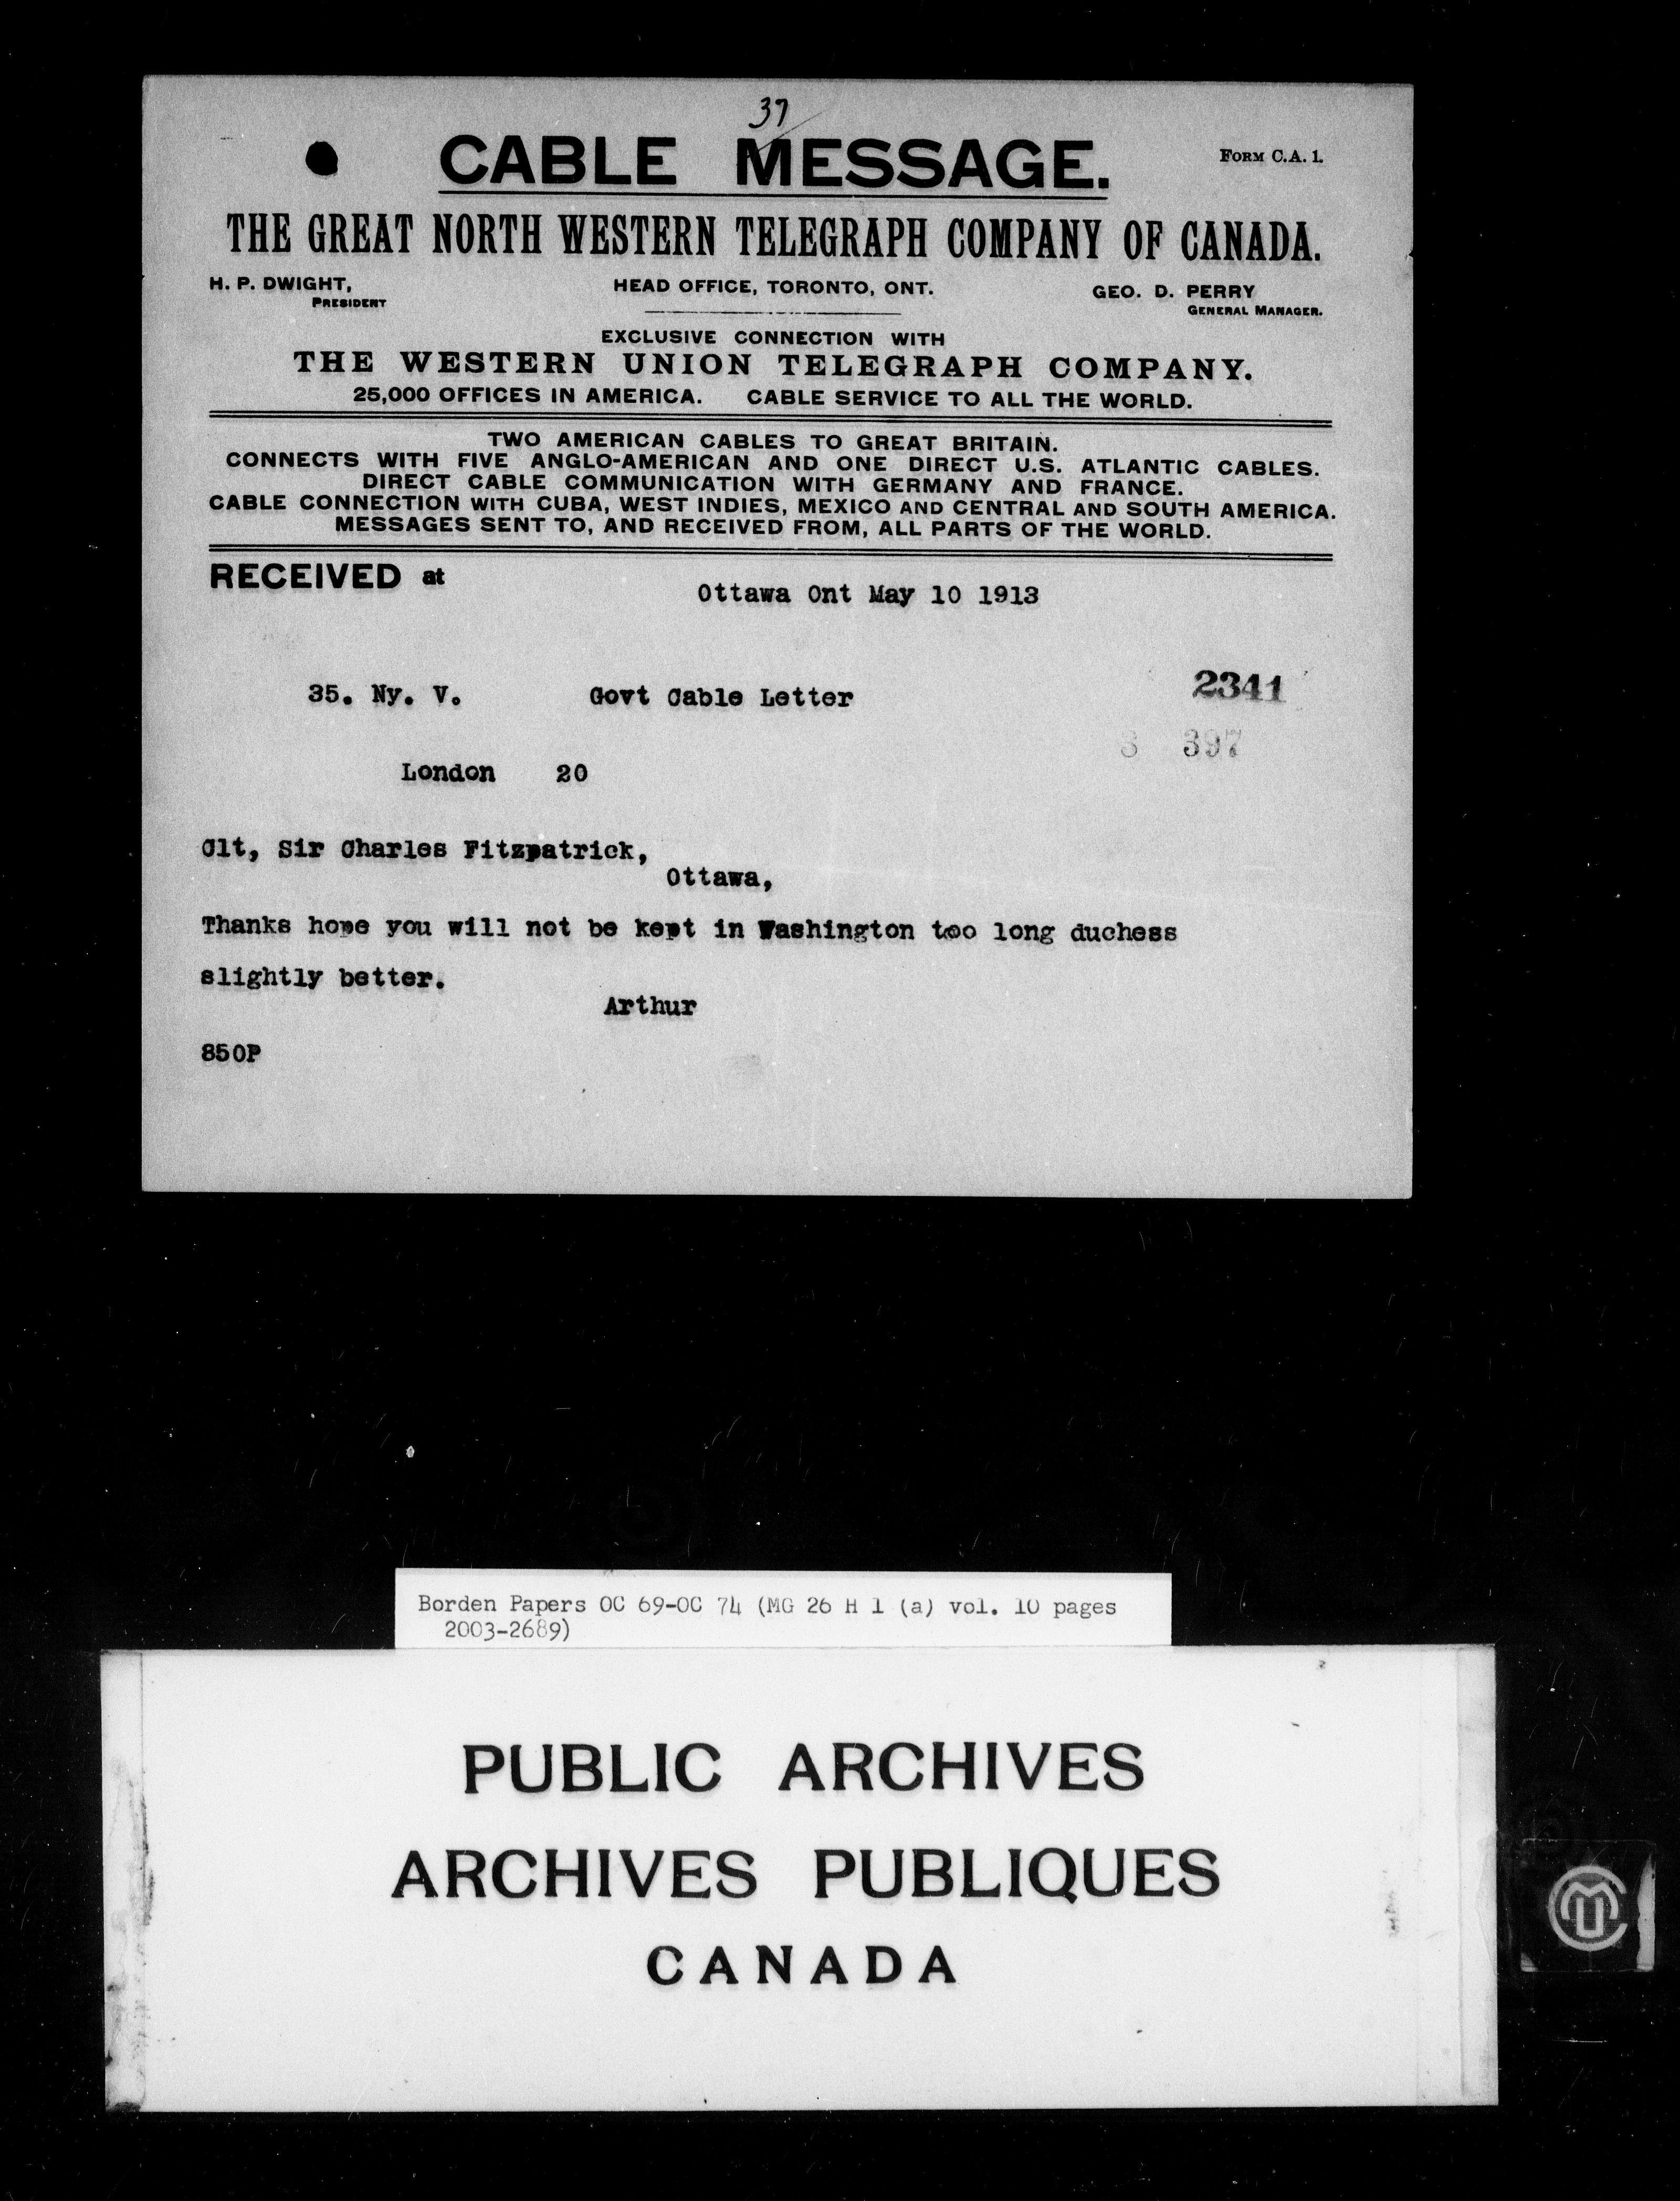 37
CABLE MESSAGE.
FORM C.A. 1.
THE GREAT NORTH WESTERN TELEGRAPH COMPANY OF CANADA.
H. P. DWIGHT,
PRESIDENT
HEAD OFFICE, TORONTO, ONT.
GEO. D. PERRY
GENERAL MANAGER.
EXCLUSIVE CONNECTION WITH
THE WESTERN UNION TELEGRAPH COMPANY.
25,000 OFFICES IN AMERICA. CABLE SERVICE TO ALL THE WORLD.
TWO AMERICAN CABLES TO GREAT BRITAIN.
CONNECTS WITH FIVE ANGLO-AMERICAN AND ONE DIRECT U.S. ATLANTIC CABLES.
DIRECT CABLE COMMUNICATION WITH GERMANY AND FRANCE.
CABLE CONNECTION WITH CUBA, WEST INDIES, MEXICO AND CENTRAL AND SOUTH AMERICA.
MESSAGES SENT TO, AND RECEIVED FROM, ALL PARTS OF THE WORLD.
RECEIVED at
Ottawa Ont May 10 1913
35. Ny. V. Govt Cable Letter
2341
3 397
London 20
Clt, Sir Charles Fitzpatrick,
Ottawa,
Thanks hope you will not be kept in Washington too long duchess
slightly better.
Arthur
850P
Borden Papers OC 69-OC 74 (MG 26 H 1 (a) vol. 10 pages
2003-2689)
PUBLIC ARCHIVES
ARCHIVES PUBLIQUES
CANADA